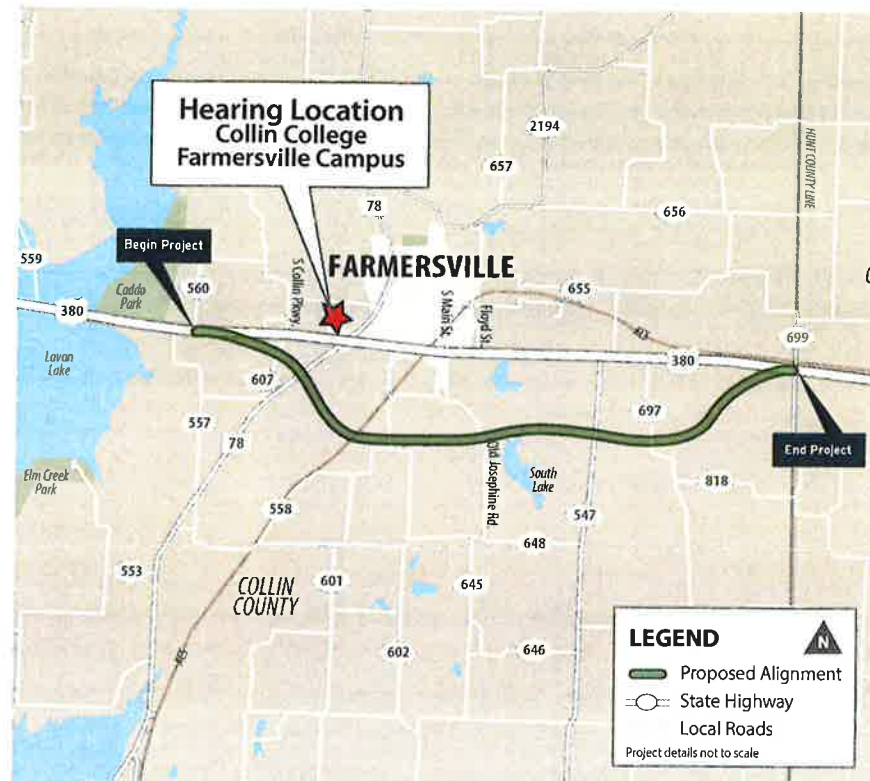 Hearing Location
Collin College
Farmersville Campus
2194
657
HUNT COUNTY LINE
78
656
Begin Project
559
Caddo
Park
560
S Collin Pkwy.
FARMERSVILLE
S Main St.
Floyd St.
655
RR
380
699
Lavon
Lake
607
380
557
78
697
End Project
Elm Creek
Park
Old Josephine Rd.
South
Lake
818
558
547
553
648
COLLIN
COUNTY
601
645
RR
602
646
LEGEND
N
Proposed Alignment
State Highway
Local Roads
Project details not to scale